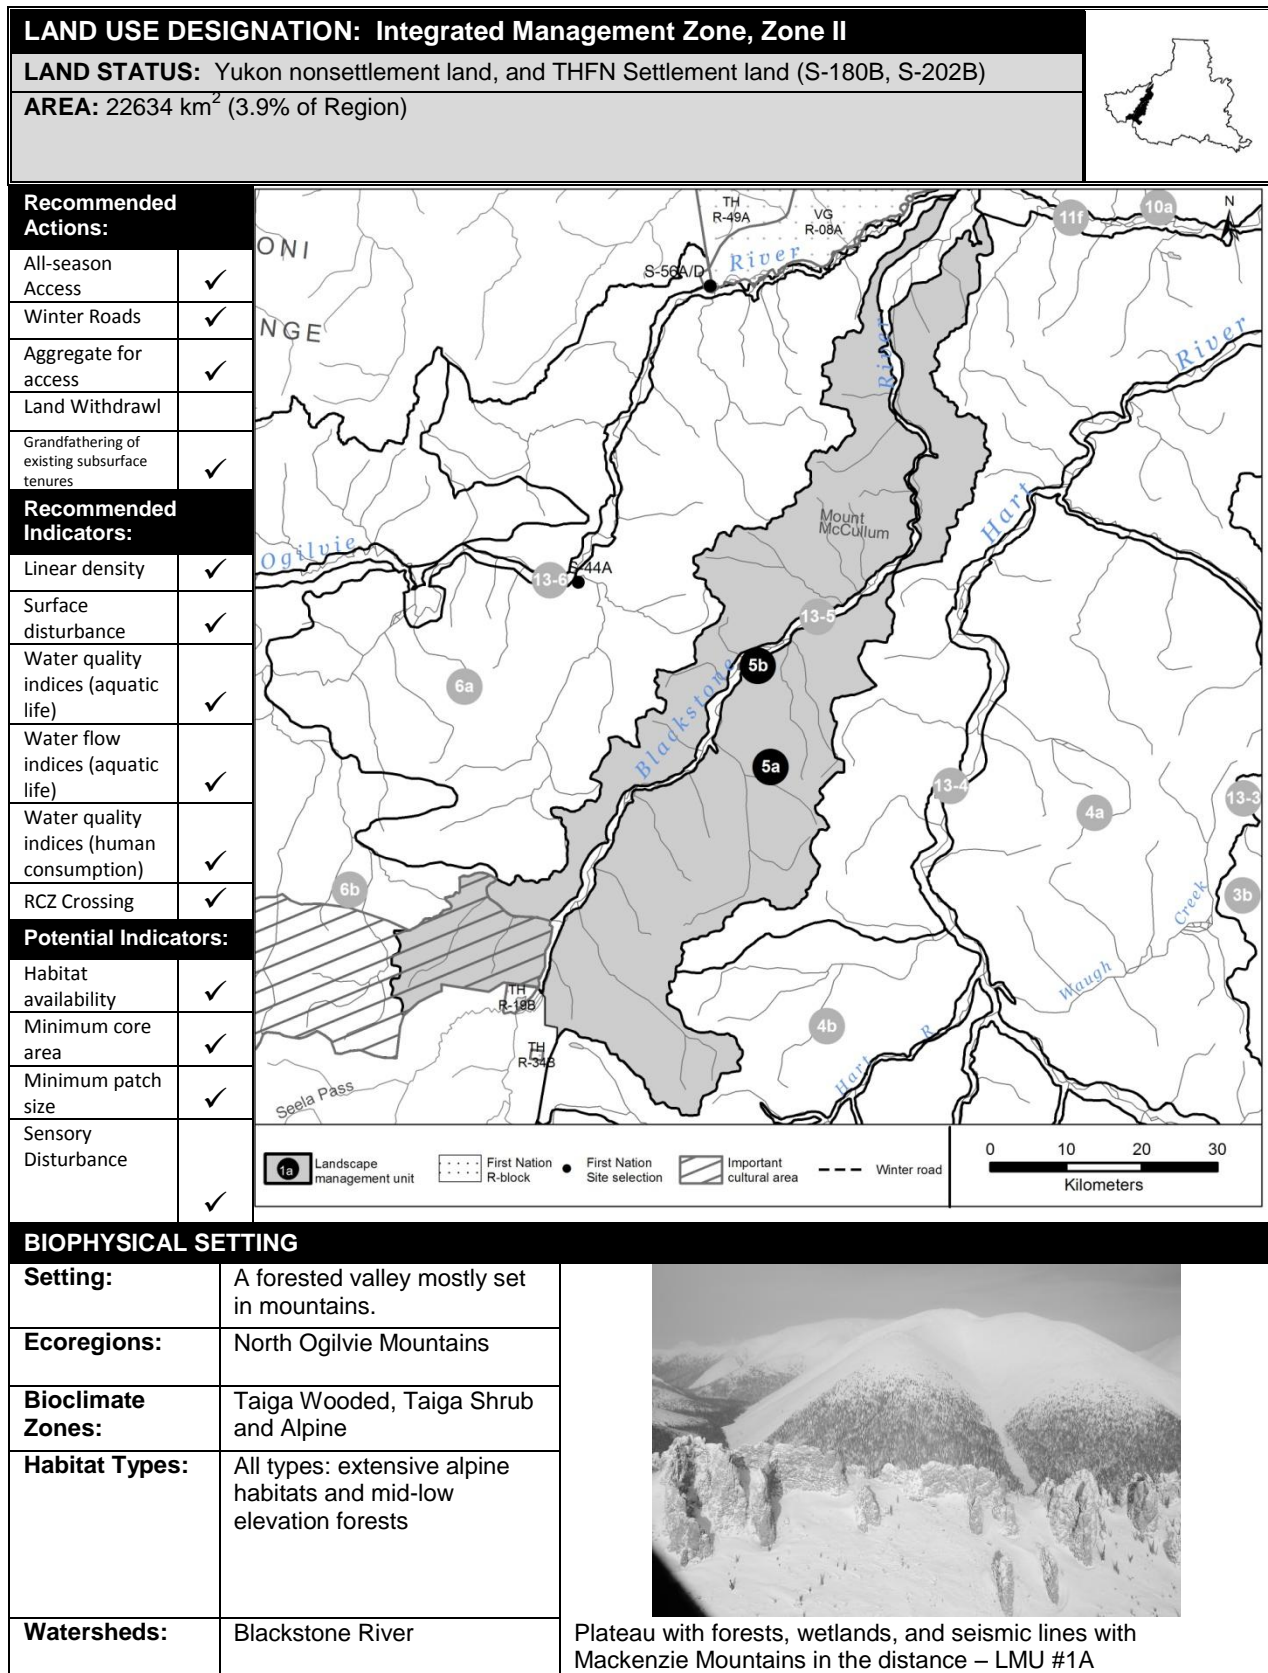 LAND USE DESIGNATION: Integrated Management Zone, Zone II
LAND STATUS: Yukon nonsettlement land, and THFN Settlement land (S-180B, S-202B)
AREA: 22634 km2 (3.9% of Region)
Recommended
Actions:
All-season
Access ✓
Winter Roads ✓
Aggregate for
access ✓
Land Withdrawl
Grandfathering of
existing subsurface
tenures ✓
Recommended
Indicators:
Linear density ✓
Surface
disturbance ✓
Water quality
indices (aquatic
life) ✓
Water flow
indices (aquatic
life) ✓
Water quality
indices (human
consumption) ✓
RCZ Crossing ✓
Potential Indicators:
Habitat
availability ✓
Minimum core
area ✓
Minimum patch
size ✓
Sensory
Disturbance ✓
ONI
NGE
TH
R-49A
VG
R-08A
S-56A/D
River
11f
10a
N
River
River
Hart
Mount
McCullum
Ogilvie
13-6
S-44A
13-5
5b
6a
Blackstone
5a
13-4
4a
13-3
6b
3b
Creek
Waugh
TH
R-19B
4b
Hart R
TH
R-34B
Seela Pass
1a
Landscape
management unit
First Nation
R-block
First Nation
Site selection
Important
cultural area
Winter road
0 10 20 30
Kilometers
BIOPHYSICAL SETTING
Setting: A forested valley mostly set
in mountains.
Ecoregions: North Ogilvie Mountains
Bioclimate
Zones: Taiga Wooded, Taiga Shrub
and Alpine
Habitat Types: All types: extensive alpine
habitats and mid-low
elevation forests
Watersheds: Blackstone River
Plateau with forests, wetlands, and seismic lines with
Mackenzie Mountains in the distance – LMU #1A